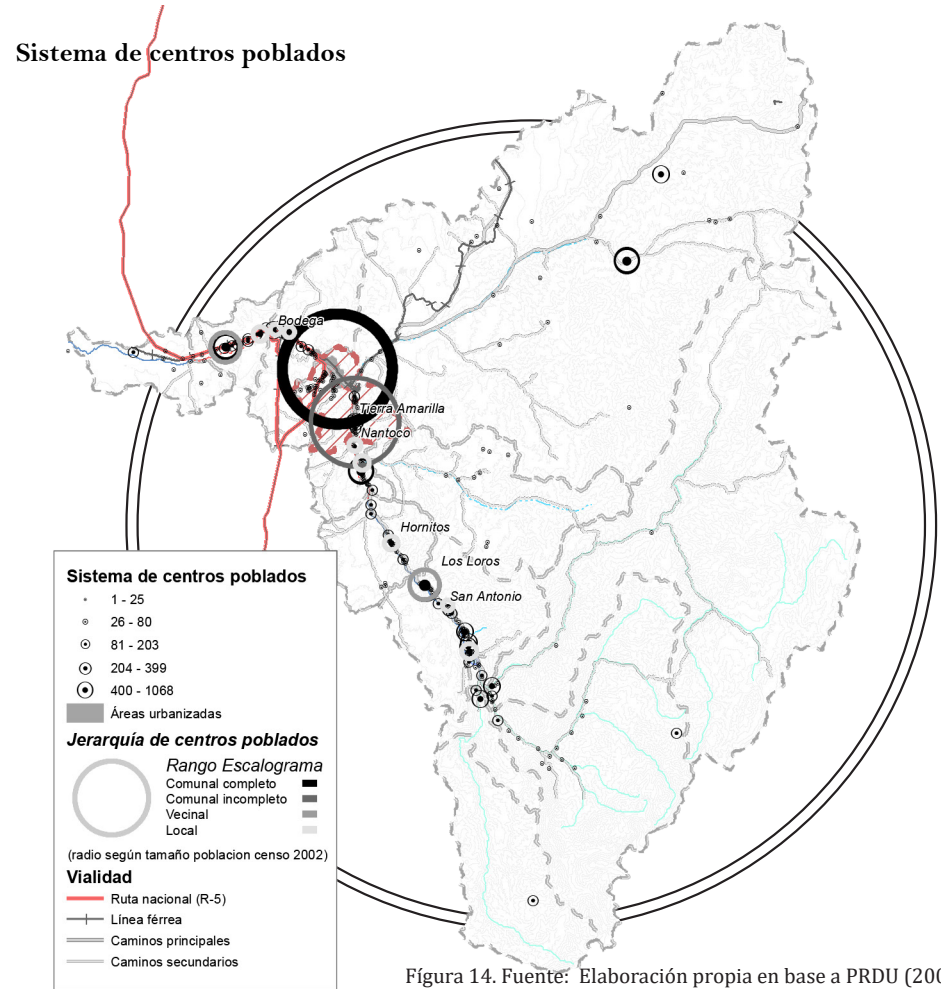 Sistema de centros poblados
Bodega
Tierra Amarilla
Nantoco
Hornitos
Los Loros
San Antonio
Sistema de centros poblados
1 - 25
26 - 80
81 - 203
204 - 399
400 - 1068
Áreas urbanizadas
Jerarquía de centros poblados
Rango Escalograma
Comunal completo
Comunal incompleto
Vecinal
Local
(radio según tamaño poblacion censo 2002)
Vialidad
Ruta nacional (R-5)
Línea férrea
Caminos principales
Caminos secundarios
Fígura 14. Fuente: Elaboración propia en base a PRDU (200